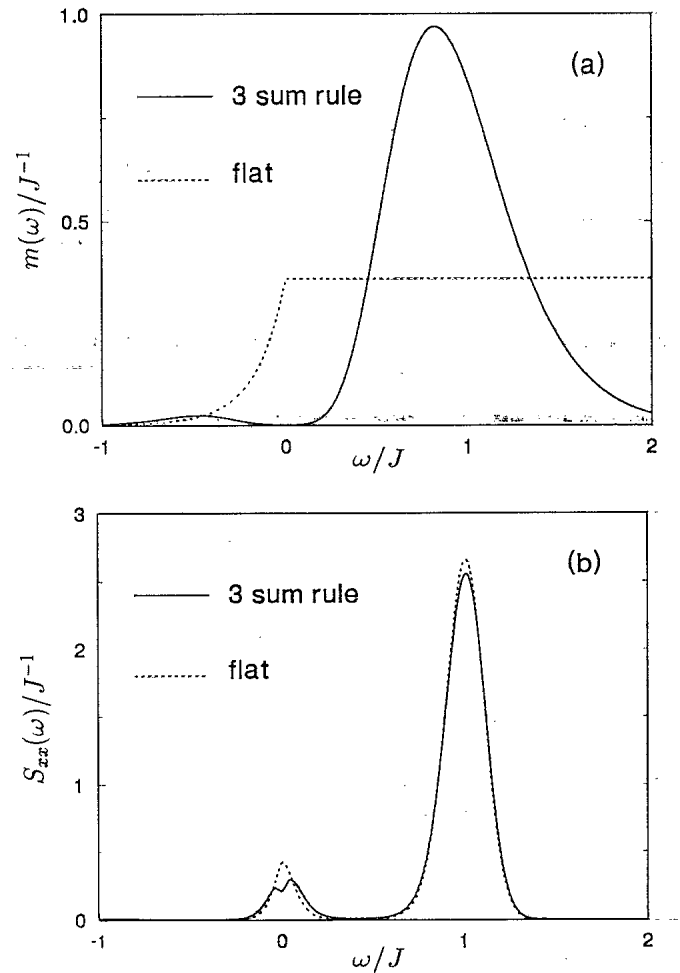 1.0
(a)
3 sum rule
flat
0.5
m(ω)/J⁻¹
0.0
-1 0 1 2
ω/J
3
(b)
3 sum rule
flat
2
Sₓₓ(ω)/J⁻¹
1
0
-1 0 1 2
ω/J